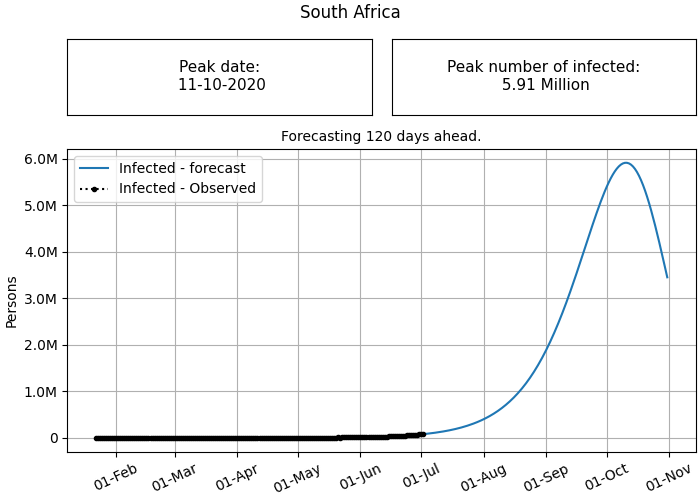 South Africa
Peak date:
11-10-2020
Peak number of infected:
5.91 Million
Forecasting 120 days ahead.
Infected - forecast
Infected - Observed
6.0M
5.0M
4.0M
3.0M
2.0M
1.0M
0
Persons
01-Feb
01-Mar
01-Apr
01-May
01-Jun
01-Jul
01-Aug
01-Sep
01-Oct
01-Nov